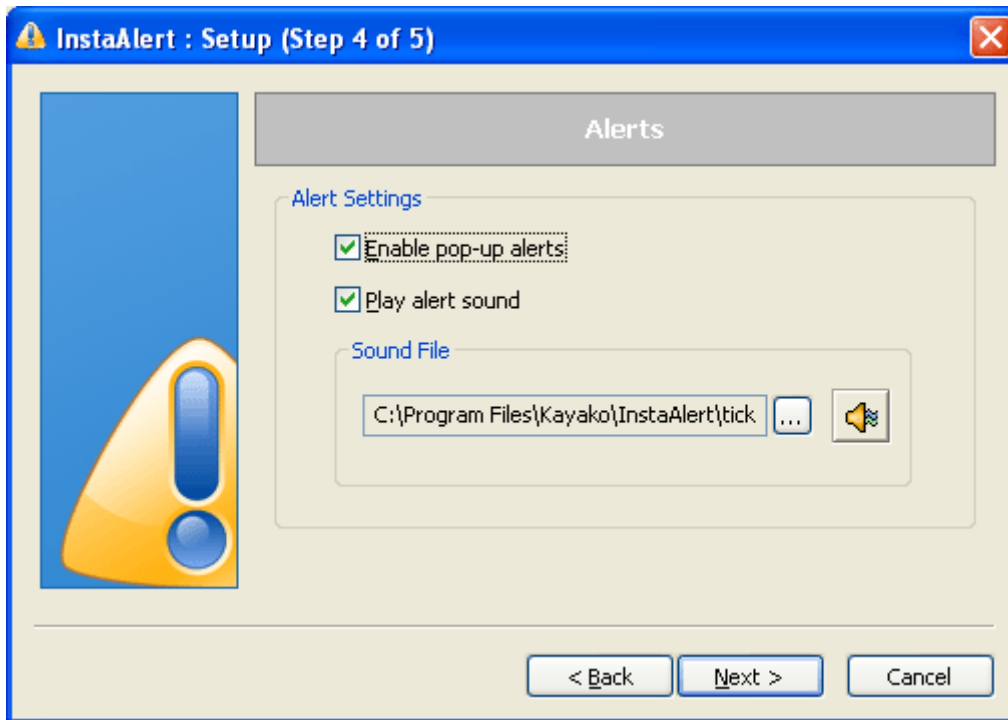 InstaAlert : Setup (Step 4 of 5)
Alerts
Alert Settings
Enable pop-up alerts
Play alert sound
Sound File
C:\Program Files\Kayako\InstaAlert\tick
...
< Back
Next >
Cancel